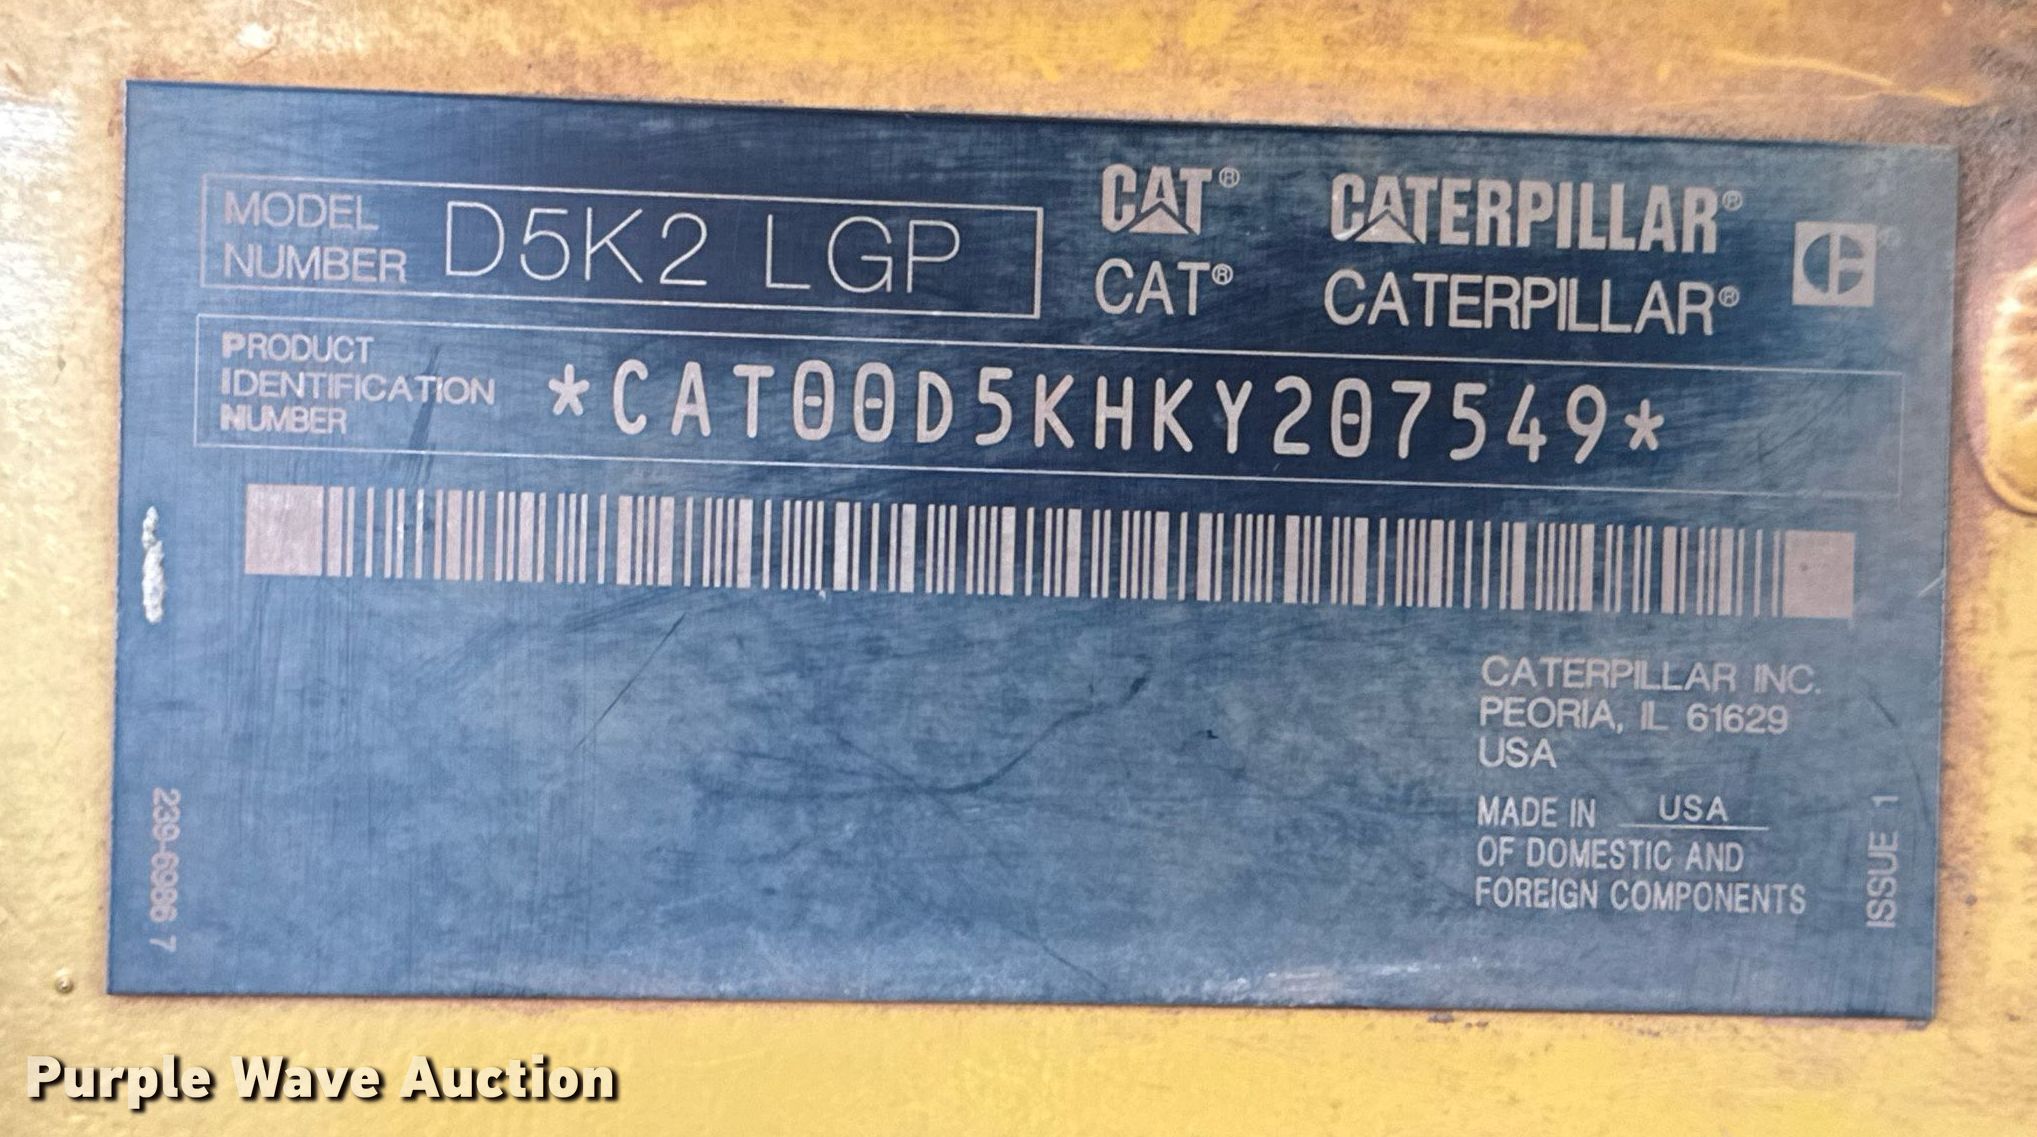 MODEL
NUMBER
D5K2 LGP
CAT® CATERPILLAR®
CAT® CATERPILLAR®
PRODUCT
IDENTIFICATION
NUMBER
*CAT00D5KHKY207549*
CATERPILLAR INC.
PEORIA, IL 61629
USA
MADE IN USA
OF DOMESTIC AND
FOREIGN COMPONENTS
239-6986 7
ISSUE 1
Purple Wave Auction